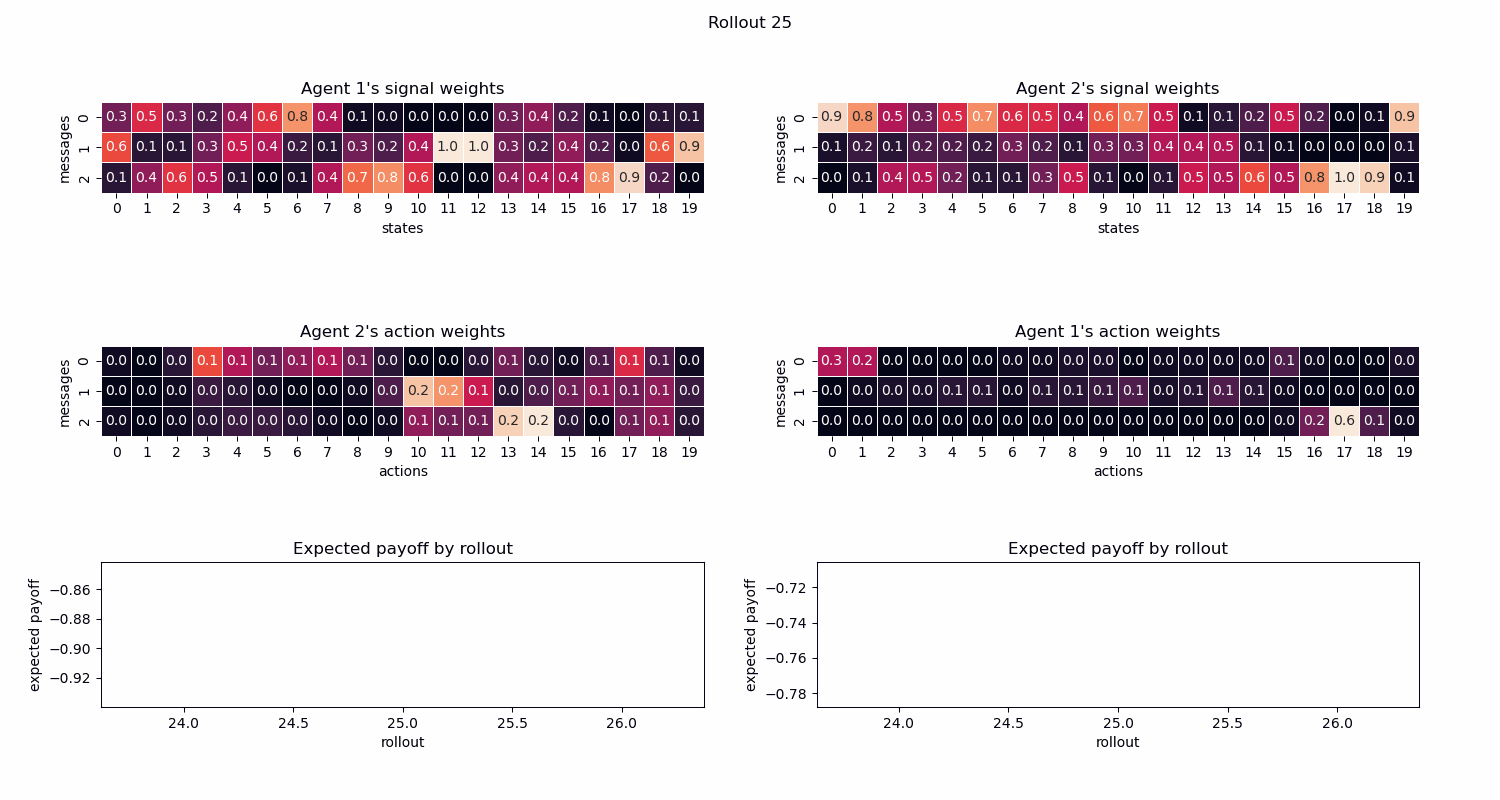 Rollout 25
Agent 1's signal weights
messages
0 0.3 0.5 0.3 0.2 0.4 0.6 0.8 0.4 0.1 0.0 0.0 0.0 0.0 0.3 0.4 0.2 0.1 0.0 0.1 0.1
1 0.6 0.1 0.1 0.3 0.5 0.4 0.2 0.1 0.3 0.2 0.4 1.0 1.0 0.3 0.2 0.4 0.2 0.0 0.6 0.9
2 0.1 0.4 0.6 0.5 0.1 0.0 0.1 0.4 0.7 0.8 0.6 0.0 0.0 0.4 0.4 0.4 0.8 0.9 0.2 0.0
0 1 2 3 4 5 6 7 8 9 10 11 12 13 14 15 16 17 18 19
states
Agent 2's signal weights
messages
0 0.9 0.8 0.5 0.3 0.5 0.7 0.6 0.5 0.4 0.6 0.7 0.5 0.1 0.1 0.2 0.5 0.2 0.0 0.1 0.9
1 0.1 0.2 0.1 0.2 0.2 0.2 0.3 0.2 0.1 0.3 0.3 0.4 0.4 0.5 0.1 0.1 0.0 0.0 0.0 0.1
2 0.0 0.1 0.4 0.5 0.2 0.1 0.1 0.3 0.5 0.1 0.0 0.1 0.5 0.5 0.6 0.5 0.8 1.0 0.9 0.1
0 1 2 3 4 5 6 7 8 9 10 11 12 13 14 15 16 17 18 19
states
Agent 2's action weights
messages
0 0.0 0.0 0.0 0.1 0.1 0.1 0.1 0.1 0.1 0.0 0.0 0.0 0.0 0.1 0.0 0.0 0.1 0.1 0.1 0.0
1 0.0 0.0 0.0 0.0 0.0 0.0 0.0 0.0 0.0 0.0 0.2 0.2 0.1 0.0 0.0 0.1 0.1 0.1 0.1 0.0
2 0.0 0.0 0.0 0.0 0.0 0.0 0.0 0.0 0.0 0.0 0.1 0.1 0.1 0.2 0.2 0.0 0.0 0.1 0.1 0.0
0 1 2 3 4 5 6 7 8 9 10 11 12 13 14 15 16 17 18 19
actions
Agent 1's action weights
messages
0 0.3 0.2 0.0 0.0 0.0 0.0 0.0 0.0 0.0 0.0 0.0 0.0 0.0 0.0 0.0 0.1 0.0 0.0 0.0 0.0
1 0.0 0.0 0.0 0.0 0.1 0.1 0.0 0.1 0.1 0.1 0.1 0.0 0.1 0.1 0.1 0.0 0.0 0.0 0.0 0.0
2 0.0 0.0 0.0 0.0 0.0 0.0 0.0 0.0 0.0 0.0 0.0 0.0 0.0 0.0 0.0 0.0 0.2 0.6 0.1 0.0
0 1 2 3 4 5 6 7 8 9 10 11 12 13 14 15 16 17 18 19
actions
Expected payoff by rollout
expected payoff
−0.86
−0.88
−0.90
−0.92
24.0 24.5 25.0 25.5 26.0
rollout
Expected payoff by rollout
expected payoff
−0.72
−0.74
−0.76
−0.78
24.0 24.5 25.0 25.5 26.0
rollout